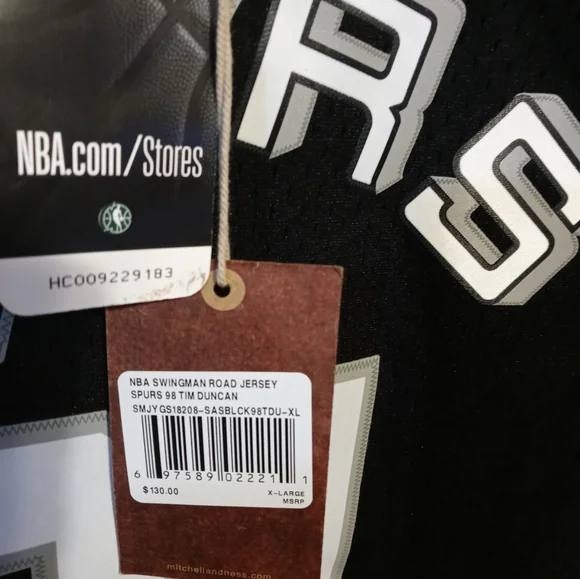 RS
NBA.com/Stores
HC009229183
NBA SWINGMAN ROAD JERSEY
SPURS 98 TIM DUNCAN
SMJYGS18208-SASBLCK98TDU-XL
6 97589 02221 1
$130.00
X-LARGE
MSRP
mitchellandness.com